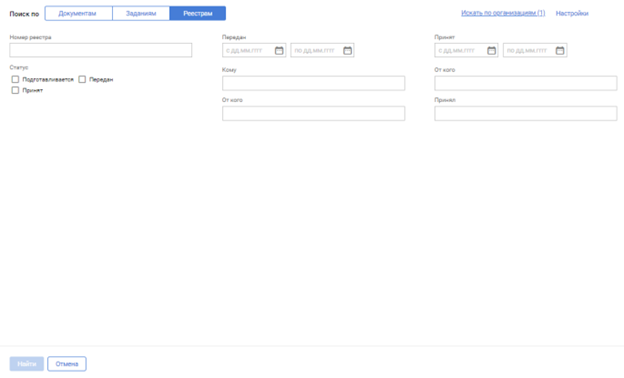 Поиск по Документам Заданиям Реестрам Искать по организациям (1) Настройки
Номер реестра Передан Принят
с дд.мм.гггг по дд.мм.гггг с дд.мм.гггг по дд.мм.гггг
Статус Кому От кого
Подготавливается Передан
Принят
От кого Принял
Найти Отмена